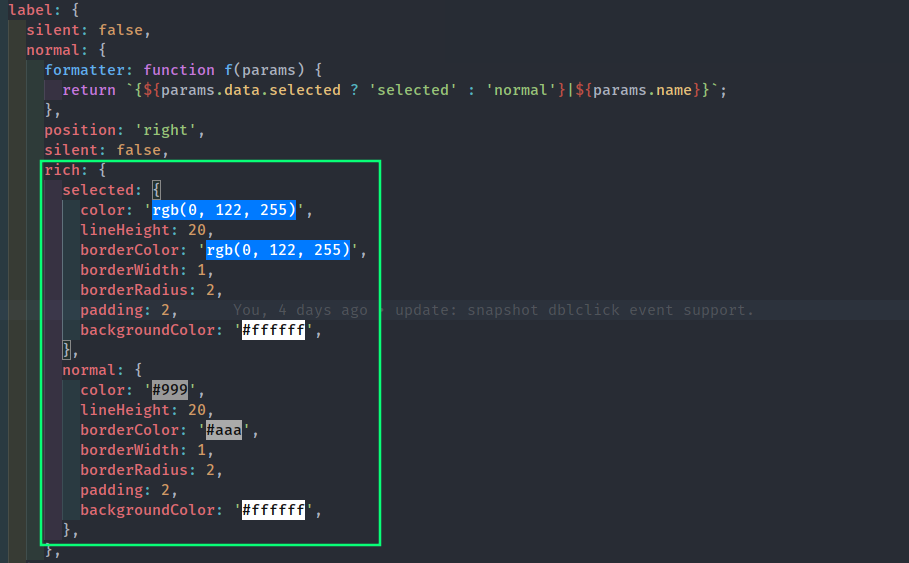 label: {
silent: false,
normal: {
formatter: function f(params) {
return `{${params.data.selected ? 'selected' : 'normal'}|${params.name}}`;
},
position: 'right',
silent: false,
rich: {
selected: {
color: 'rgb(0, 122, 255)',
lineHeight: 20,
borderColor: 'rgb(0, 122, 255)',
borderWidth: 1,
borderRadius: 2,
padding: 2, You, 4 days ago • update: snapshot dblclick event support.
backgroundColor: '#ffffff',
},
normal: {
color: '#999',
lineHeight: 20,
borderColor: '#aaa',
borderWidth: 1,
borderRadius: 2,
padding: 2,
backgroundColor: '#ffffff',
},
},